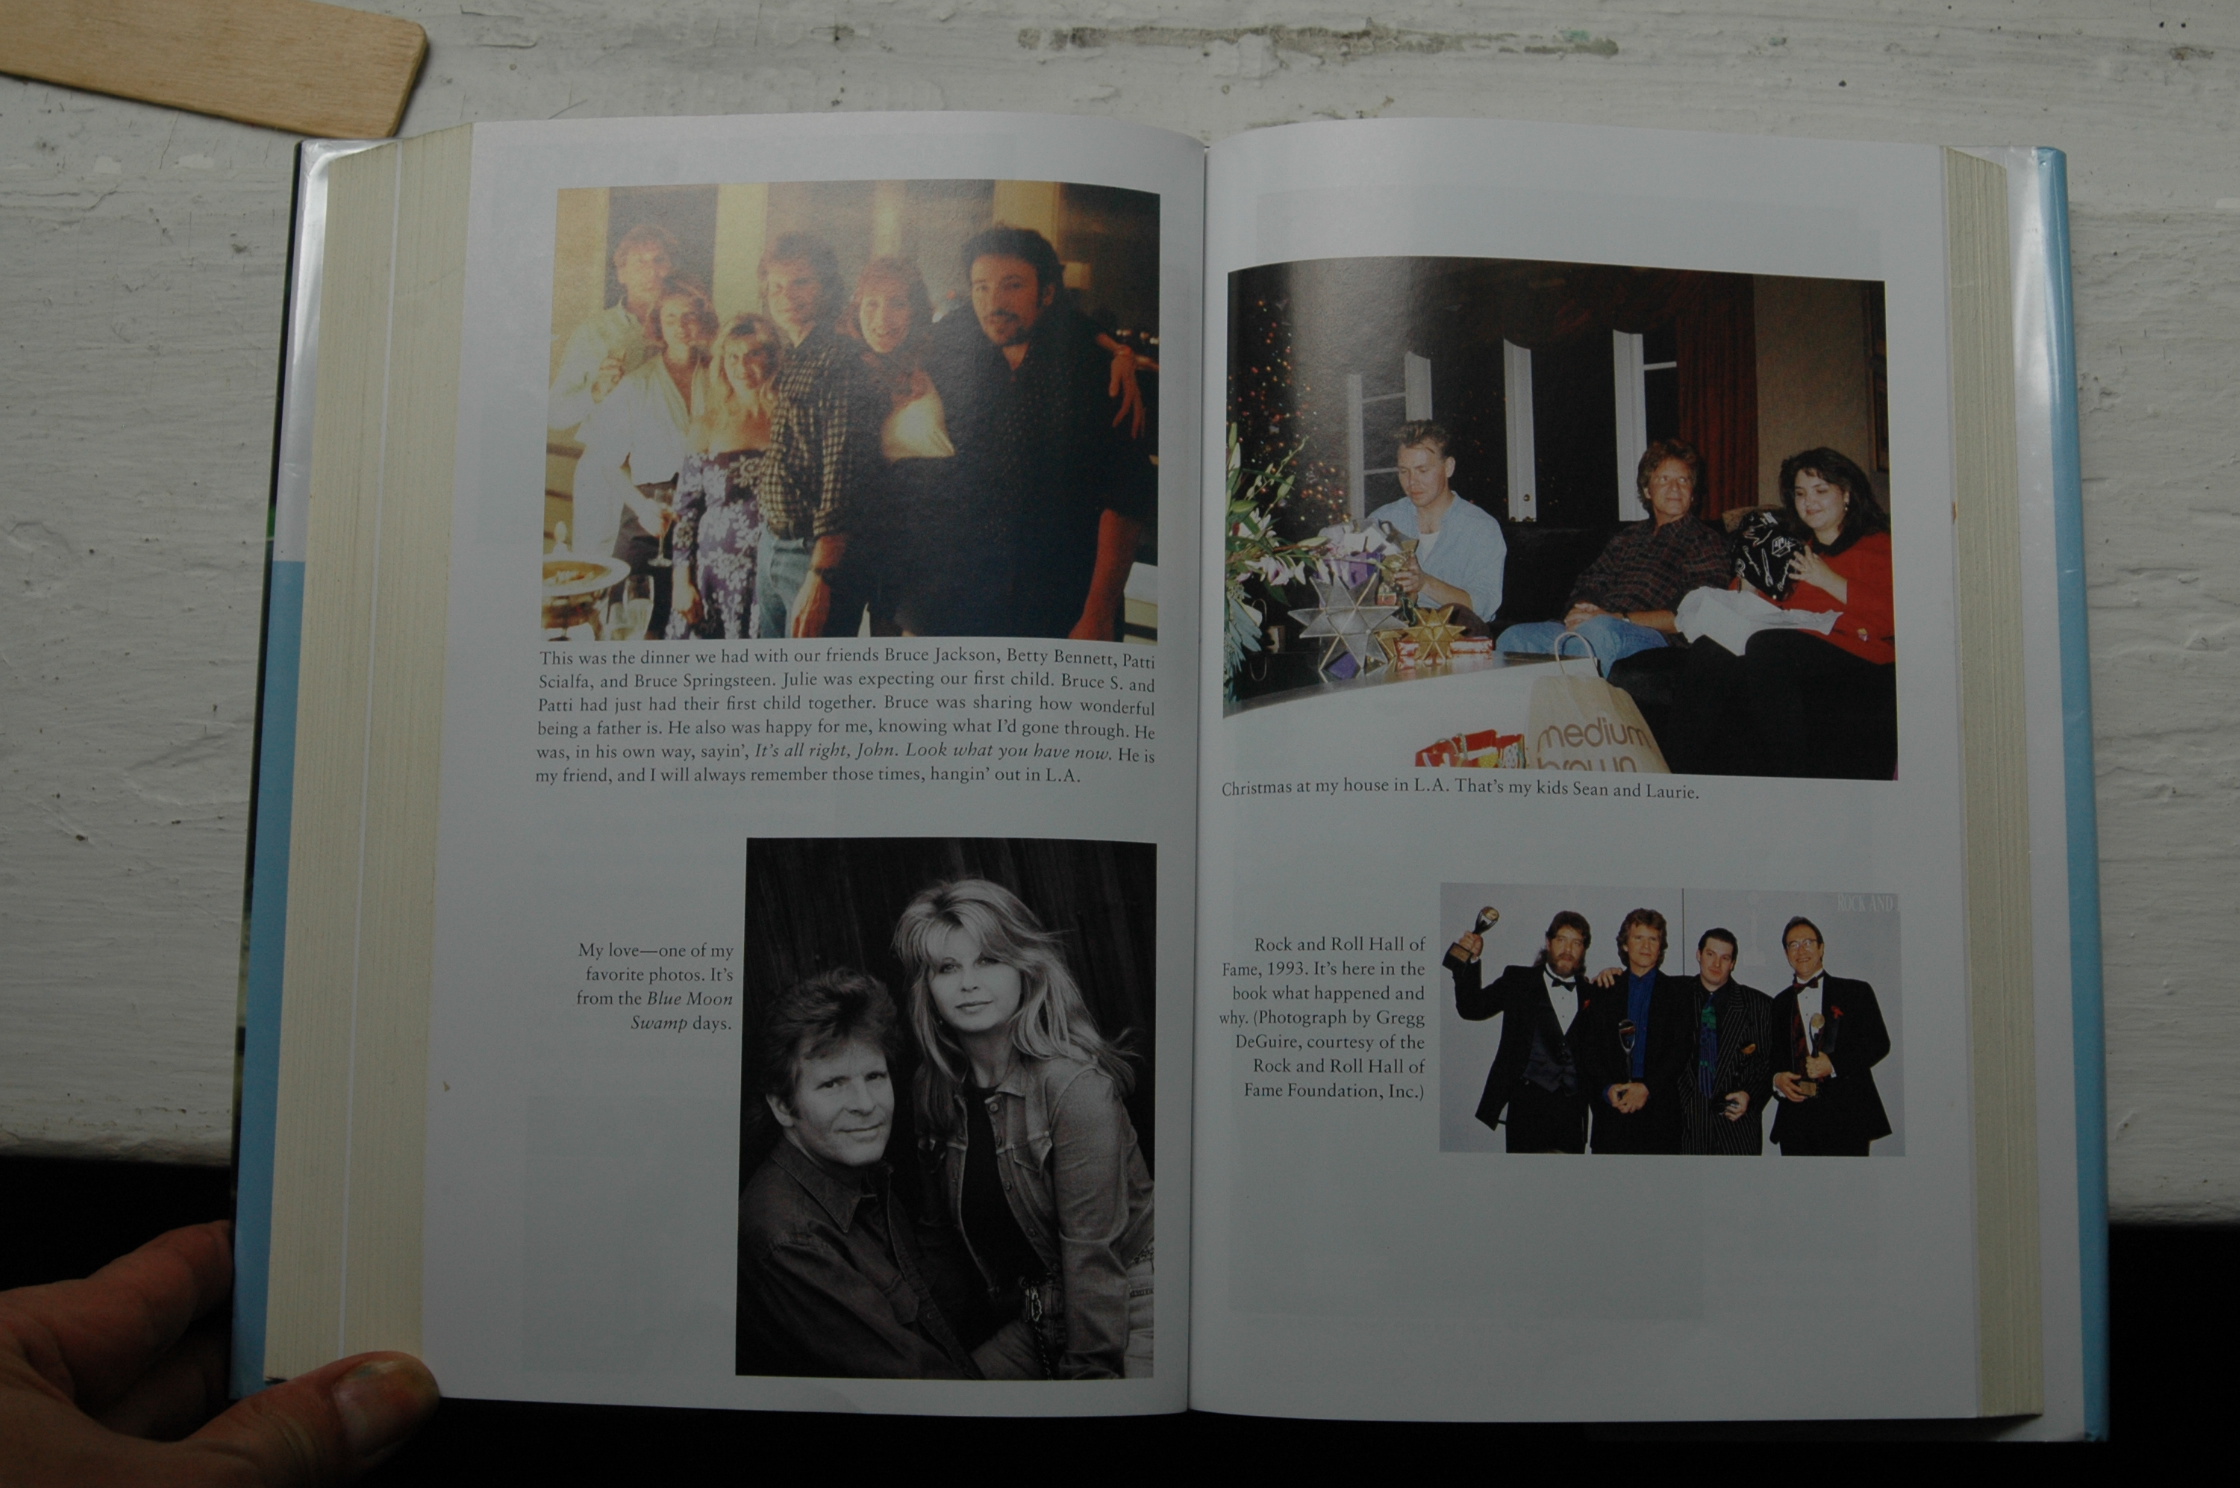 This was the dinner we had with our friends Bruce Jackson, Betty Bennett, Patti
Scialfa, and Bruce Springsteen. Julie was expecting our first child. Bruce S. and
Patti had just had their first child together. Bruce was sharing how wonderful
being a father is. He also was happy for me, knowing what I'd gone through. He
was, in his own way, sayin', It's all right, John. Look what you have now. He is
my friend, and I will always remember those times, hangin' out in L.A.
My love—one of my
favorite photos. It's
from the Blue Moon
Swamp days.
medium
brown
Christmas at my house in L.A. That's my kids Sean and Laurie.
ROCK AND
Rock and Roll Hall of
Fame, 1993. It's here in the
book what happened and
why. (Photograph by Gregg
DeGuire, courtesy of the
Rock and Roll Hall of
Fame Foundation, Inc.)